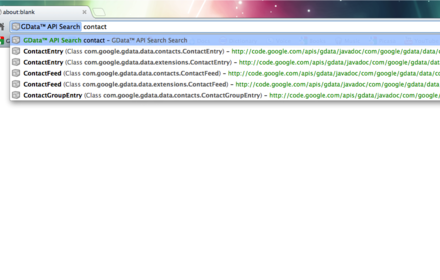 about:blank
GData™ API Search contact
GData™ API Search contact – GData™ API Search Search
ContactEntry (Class com.google.gdata.data.contacts.ContactEntry) – http://code.google.com/apis/gdata/javadoc/com/google/gdata/data/c
ContactEntry (Class com.google.gdata.data.extensions.ContactEntry) – http://code.google.com/apis/gdata/javadoc/com/google/gdata/data
ContactFeed (Class com.google.gdata.data.contacts.ContactFeed) – http://code.google.com/apis/gdata/javadoc/com/google/gdata/data/co
ContactFeed (Class com.google.gdata.data.extensions.ContactFeed) – http://code.google.com/apis/gdata/javadoc/com/google/gdata/data/
ContactGroupEntry (Class com.google.gdata.data.contacts.ContactGroupEntry) – http://code.google.com/apis/gdata/javadoc/com/google/